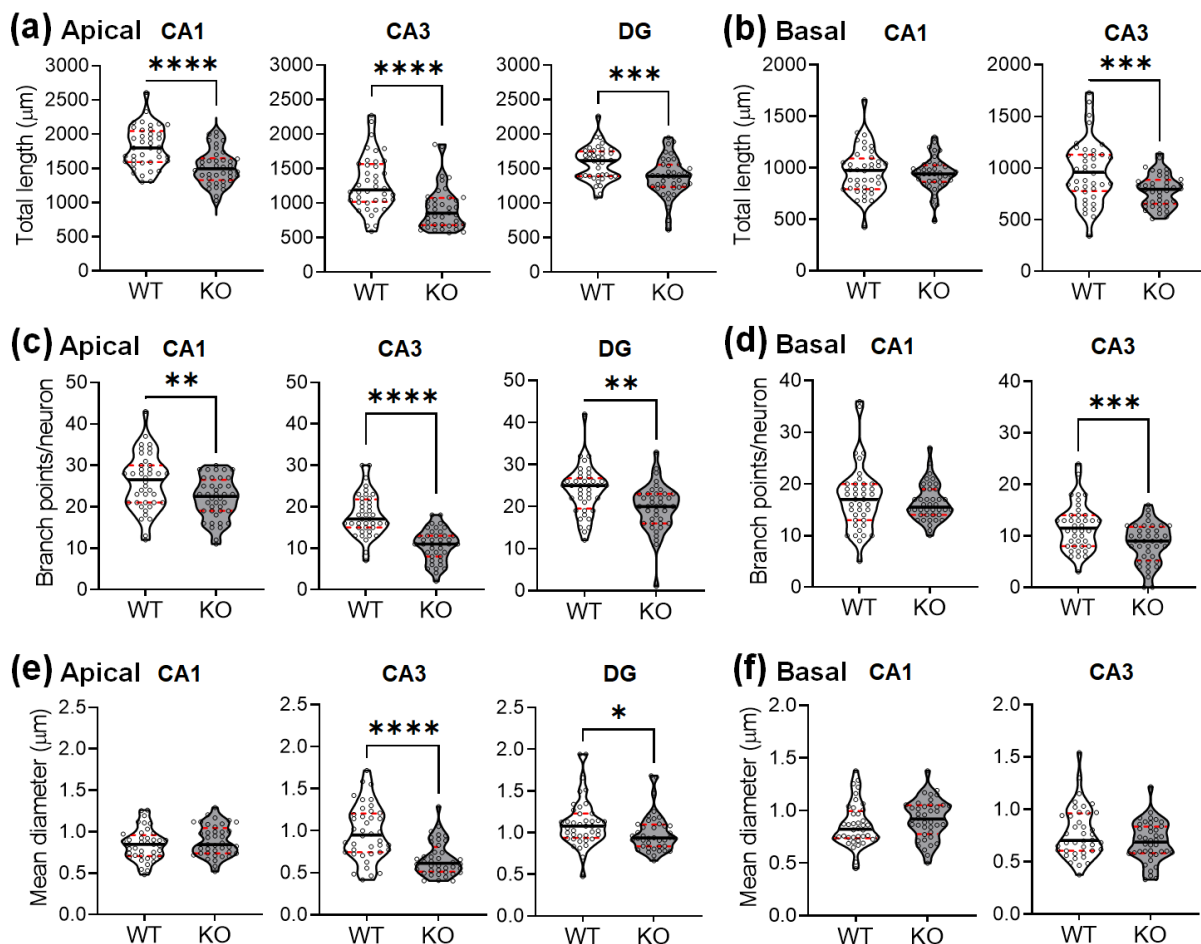 (a) Apical CA1 CA3 DG (b) Basal CA1 CA3
Total length (μm) 3000 2500 2000 1500 1000 500 0 **** WT KO
3000 2500 2000 1500 1000 500 0 **** WT KO
3000 2500 2000 1500 1000 500 0 *** WT KO
Total length (μm) 2000 1500 1000 500 0 WT KO
2000 1500 1000 500 0 *** WT KO
(c) Apical CA1 CA3 DG (d) Basal CA1 CA3
Branch points/neuron 50 40 30 20 10 0 ** WT KO
50 40 30 20 10 0 **** WT KO
50 40 30 20 10 0 ** WT KO
Branch points/neuron 40 30 20 10 0 WT KO
40 30 20 10 0 *** WT KO
(e) Apical CA1 CA3 DG (f) Basal CA1 CA3
Mean diameter (μm) 2.5 2.0 1.5 1.0 0.5 0.0 WT KO
2.5 2.0 1.5 1.0 0.5 0.0 **** WT KO
2.5 2.0 1.5 1.0 0.5 0.0 * WT KO
Mean diameter (μm) 2.0 1.5 1.0 0.5 0.0 WT KO
2.0 1.5 1.0 0.5 0.0 WT KO